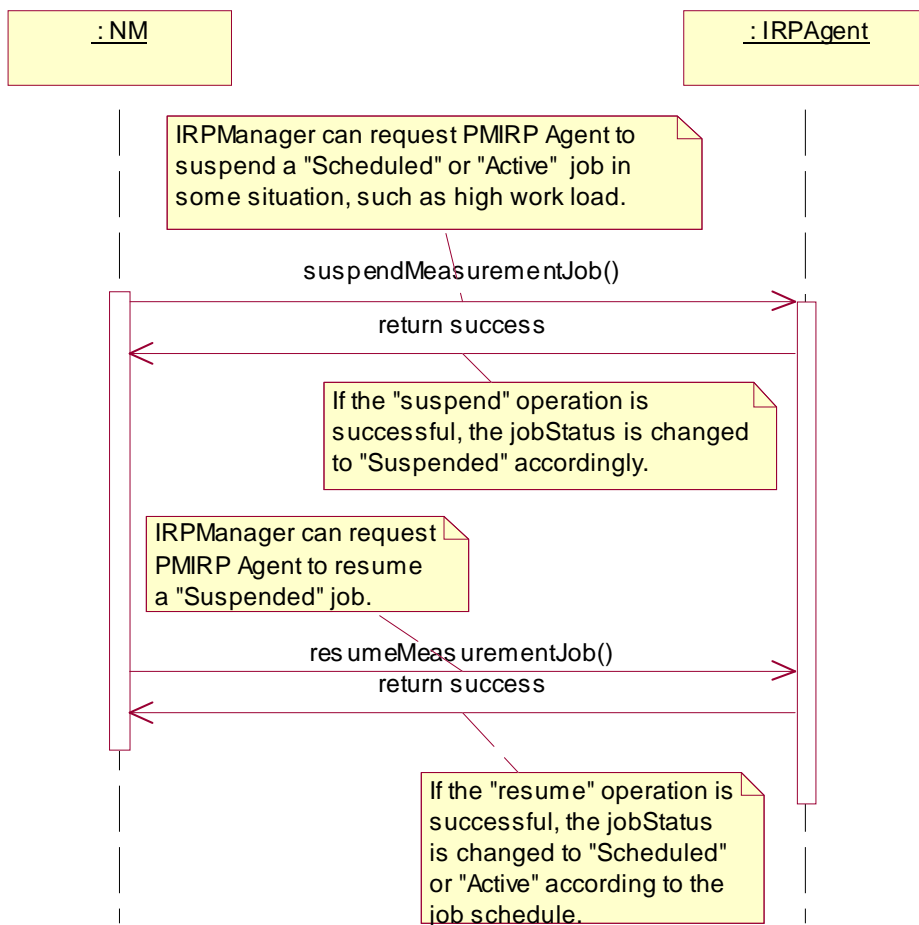 : NM
: IRPAgent
IRPManager can request PMIRP Agent to
suspend a "Scheduled" or "Active" job in
some situation, such as high work load.
suspendMeasurementJob()
return success
If the "suspend" operation is
successful, the jobStatus is changed
to "Suspended" accordingly.
IRPManager can request
PMIRP Agent to resume
a "Suspended" job.
resumeMeasurementJob()
return success
If the "resume" operation is
successful, the jobStatus
is changed to "Scheduled"
or "Active" according to the
job schedule.